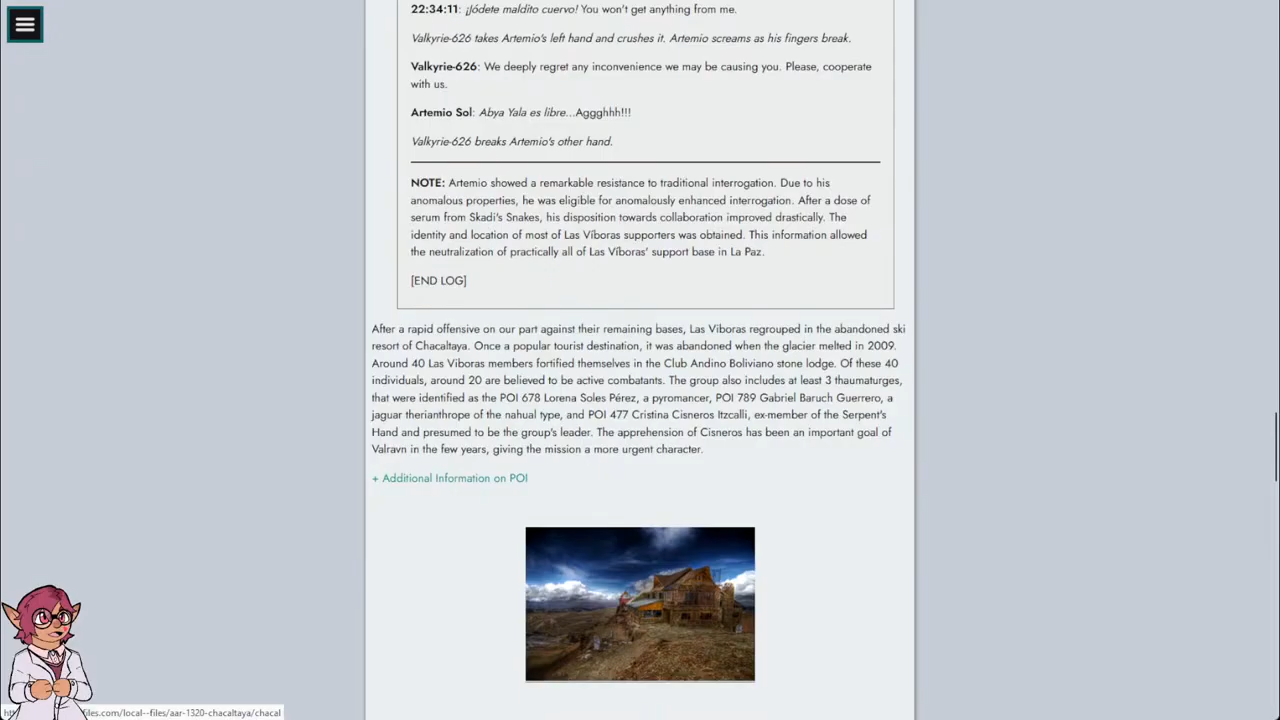 22:34:11: ¡Jódete maldito cuervo! You won't get anything from me.
Valkyrie-626 takes Artemio's left hand and crushes it. Artemio screams as his fingers break.
Valkyrie-626: We deeply regret any inconvenience we may be causing you. Please, cooperate
with us.
Artemio Sol: Abya Yala es libre...Aggghhh!!!
Valkyrie-626 breaks Artemio's other hand.
NOTE: Artemio showed a remarkable resistance to traditional interrogation. Due to his
anomalous properties, he was eligible for anomalously enhanced interrogation. After a dose of
serum from Skadi's Snakes, his disposition towards collaboration improved drastically. The
identity and location of most of Las Víboras supporters was obtained. This information allowed
the neutralization of practically all of Las Víboras' support base in La Paz.
[END LOG]
After a rapid offensive on our part against their remaining bases, Las Viboras regrouped in the abandoned ski
resort of Chacaltaya. Once a popular tourist destination, it was abandoned when the glacier melted in 2009.
Around 40 Las Viboras members fortified themselves in the Club Andino Boliviano stone lodge. Of these 40
individuals, around 20 are believed to be active combatants. The group also includes at least 3 thaumaturges,
that were identified as the POI 678 Lorena Soles Pérez, a pyromancer, POI 789 Gabriel Baruch Guerrero, a
jaguar therianthrope of the nahual type, and POI 477 Cristina Cisneros Itzcalli, ex-member of the Serpent's
Hand and presumed to be the group's leader. The apprehension of Cisneros has been an important goal of
Valravn in the few years, giving the mission a more urgent character.
+ Additional Information on POI
files.com/local--files/aar-1320-chacaltaya/chacal